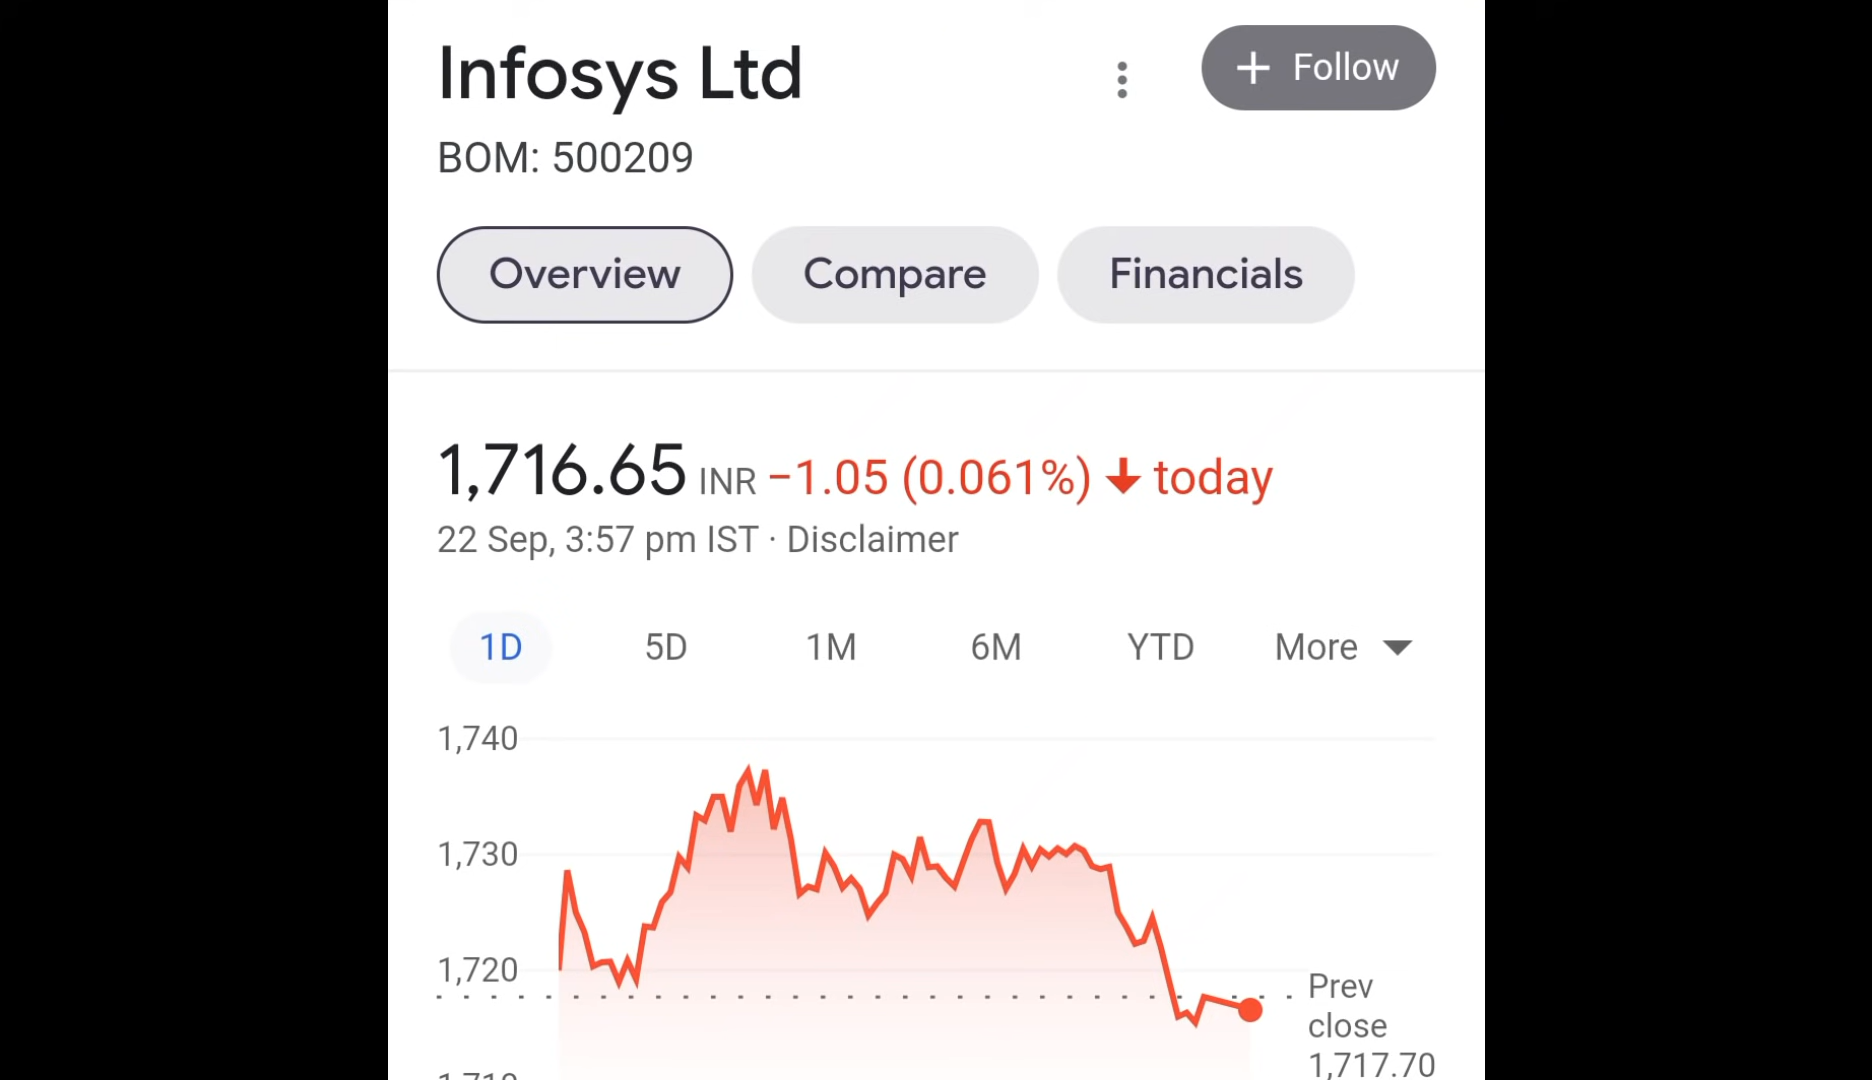 Infosys Ltd
+ Follow
BOM: 500209
Overview
Compare
Financials
1,716.65 INR −1.05 (0.061%) ↓ today
22 Sep, 3:57 pm IST · Disclaimer
1D 5D 1M 6M YTD More
1,740
1,730
1,720
Prev
close
1,717.70